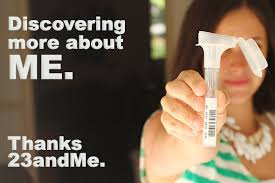 Discovering
more about
ME.
Thanks
23andMe.